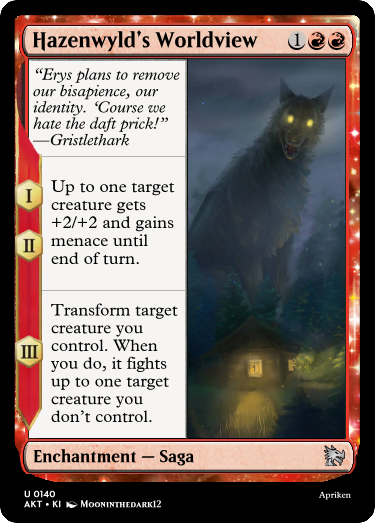 Hazenwyld's Worldview 1
“Erys plans to remove
our bisapience, our
identity. ‘Course we
hate the daft prick!”
—Gristlethark
I
II
Up to one target
creature gets
+2/+2 and gains
menace until
end of turn.
III
Transform target
creature you
control. When
you do, it fights
up to one target
creature you
don't control.
Enchantment — Saga
U 0140
AKT • KI Mooninthedark12
Apriken